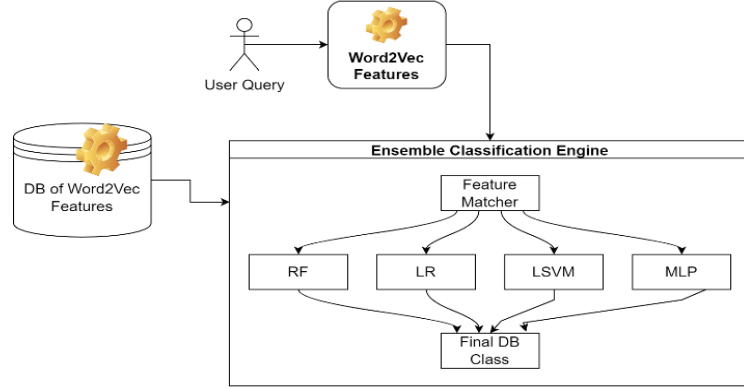 Word2Vec
Features
User Query
DB of Word2Vec
Features
Ensemble Classification Engine
Feature
Matcher
RF
LR
LSVM
MLP
Final DB
Class